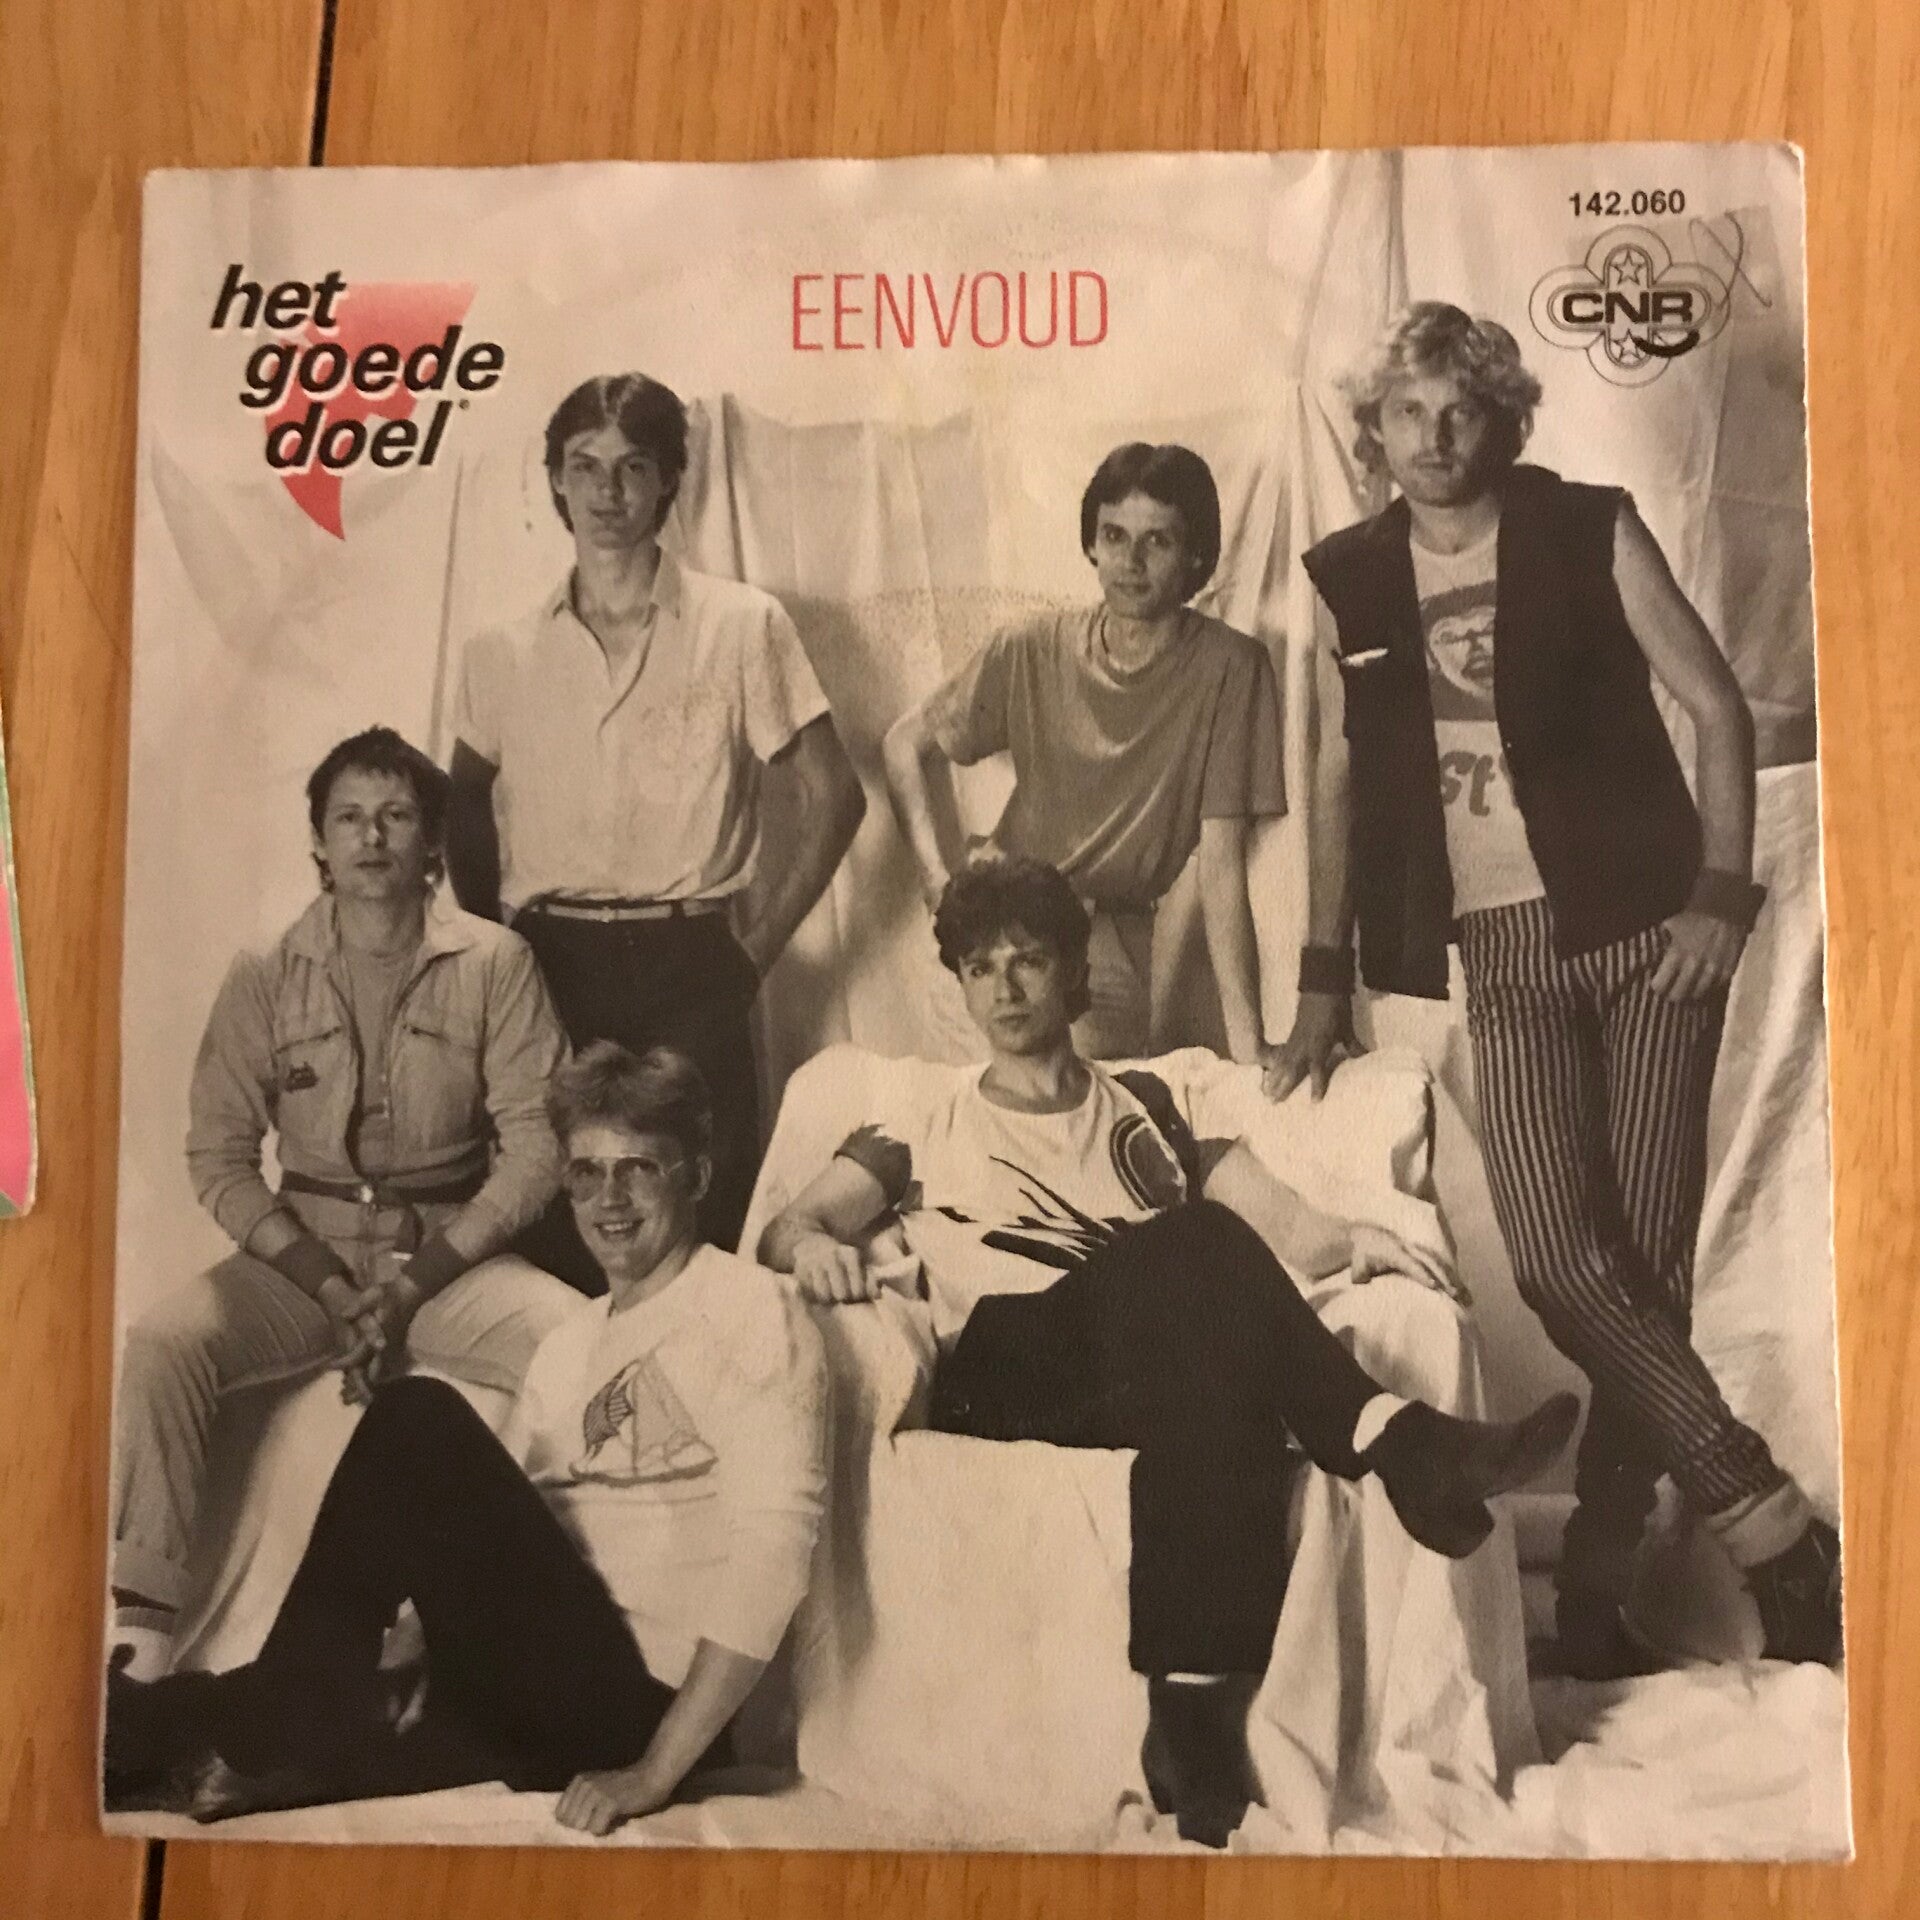 het
goede
doel
EENVOUD
142.060
CNR